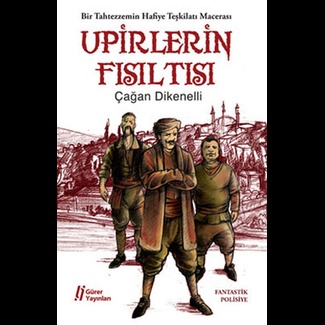 Bir Tahtezzemin Hafiye Teşkilatı Macerası
UPİRLERİN
FISILTISI
Çağan Dikenelli
Gürer
Yayınları
FANTASTİK
POLİSİYE